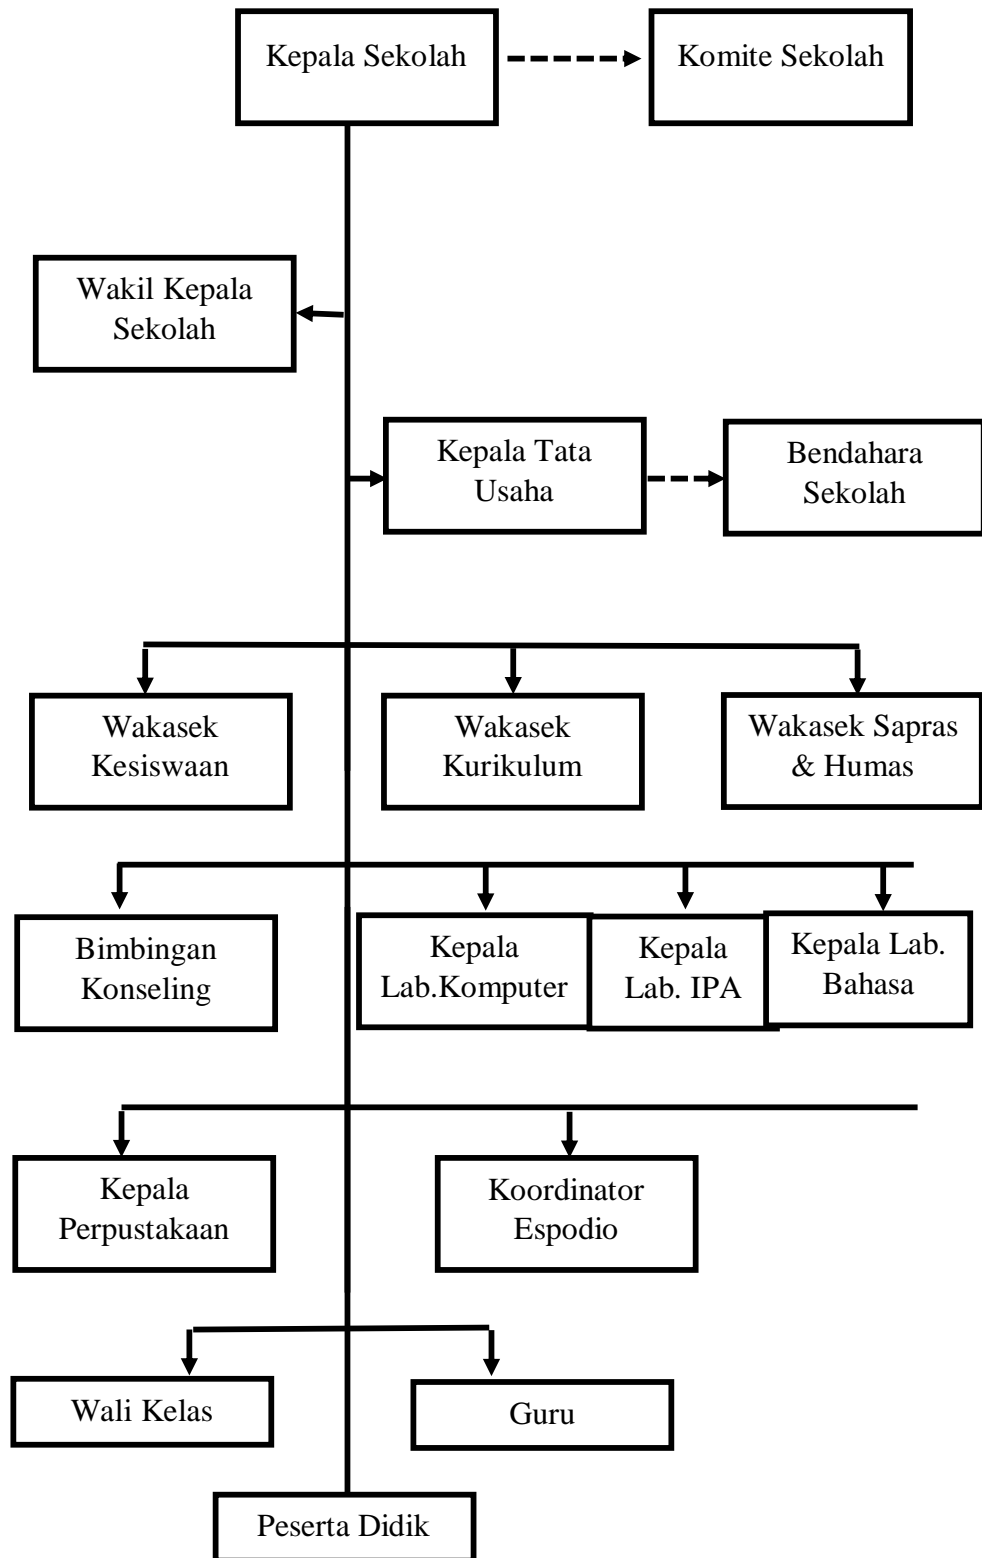 Kepala Sekolah
Komite Sekolah
Wakil Kepala
Sekolah
Kepala Tata
Usaha
Bendahara
Sekolah
Wakasek
Kesiswaan
Wakasek
Kurikulum
Wakasek Sapras
& Humas
Bimbingan
Konseling
Kepala
Lab.Komputer
Kepala
Lab. IPA
Kepala Lab.
Bahasa
Kepala
Perpustakaan
Koordinator
Espodio
Wali Kelas
Guru
Peserta Didik